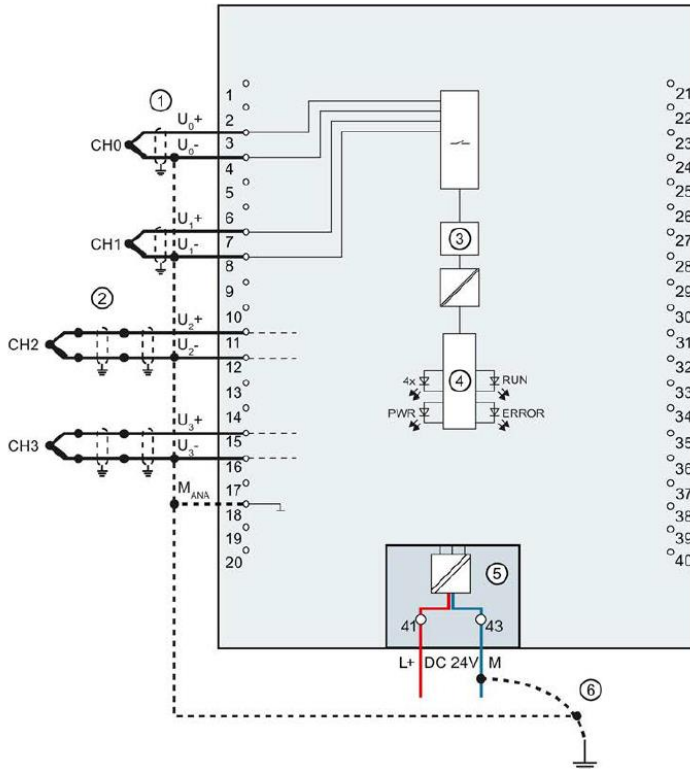 ①
U₀+
CH0
U₀-
U₁+
CH1
U₁-
②
U₂+
CH2
U₂-
U₃+
CH3
U₃-
MANA
1
2
3
4
5
6
7
8
9
10
11
12
13
14
15
16
17
18
19
20
③
④
4x
RUN
PWR
ERROR
⑤
41
43
L+ DC 24V M
⑥
21
22
23
24
25
26
27
28
29
30
31
32
33
34
35
36
37
38
39
40